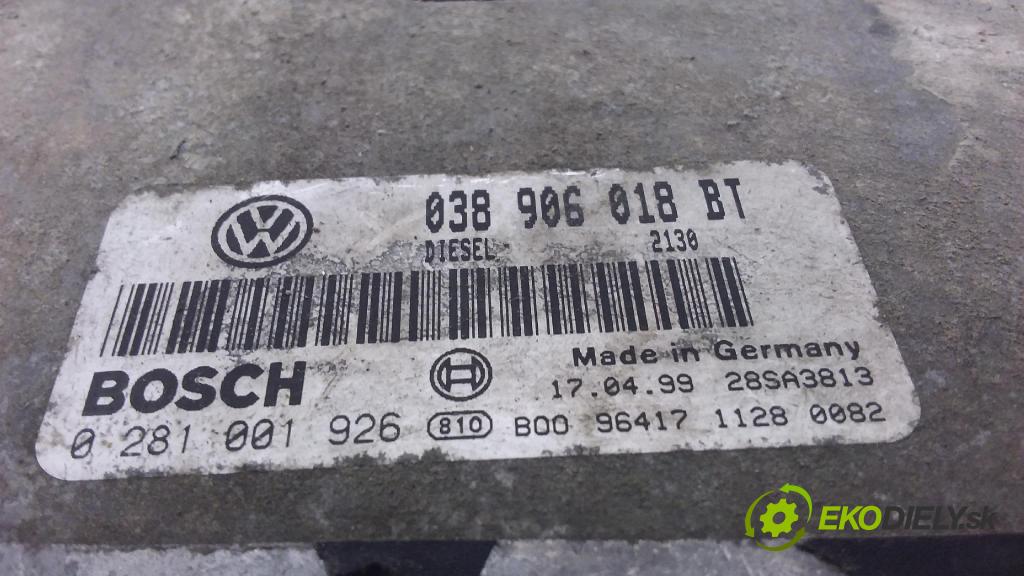 038 906 018 BT
DIESEL 2130
Made in Germany
BOSCH
17.04.99 28SA3813
0 281 001 926 810 B00 96417 1128 0082
EKODIELY.sk